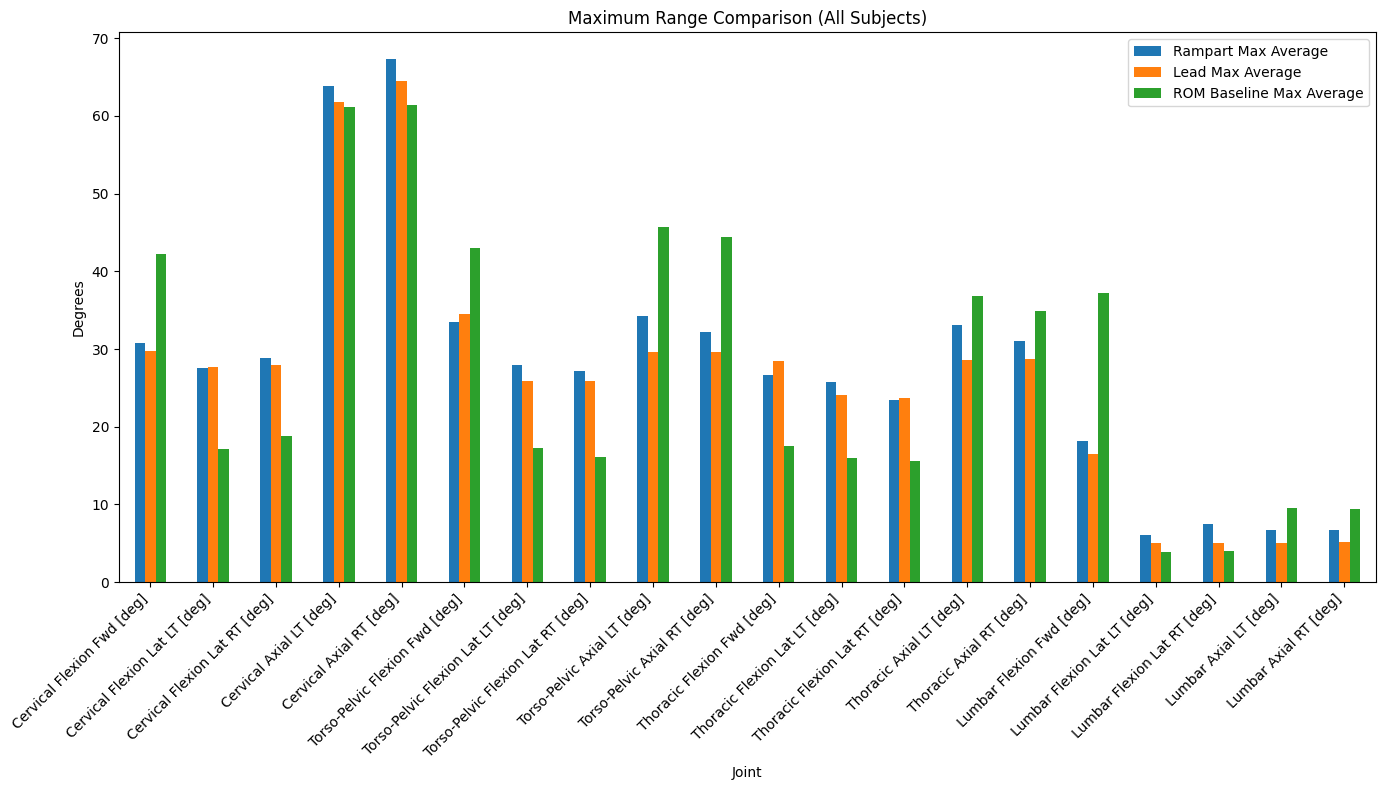 Maximum Range Comparison (All Subjects)
Rampart Max Average
Lead Max Average
ROM Baseline Max Average
Degrees
70
60
50
40
30
20
10
0
Cervical Flexion Fwd [deg]
Cervical Flexion Lat LT [deg]
Cervical Flexion Lat RT [deg]
Cervical Axial LT [deg]
Cervical Axial RT [deg]
Torso-Pelvic Flexion Fwd [deg]
Torso-Pelvic Flexion Lat LT [deg]
Torso-Pelvic Flexion Lat RT [deg]
Torso-Pelvic Axial LT [deg]
Torso-Pelvic Axial RT [deg]
Thoracic Flexion Fwd [deg]
Thoracic Flexion Lat LT [deg]
Thoracic Flexion Lat RT [deg]
Thoracic Axial LT [deg]
Thoracic Axial RT [deg]
Lumbar Flexion Fwd [deg]
Lumbar Flexion Lat LT [deg]
Lumbar Flexion Lat RT [deg]
Lumbar Axial LT [deg]
Lumbar Axial RT [deg]
Joint